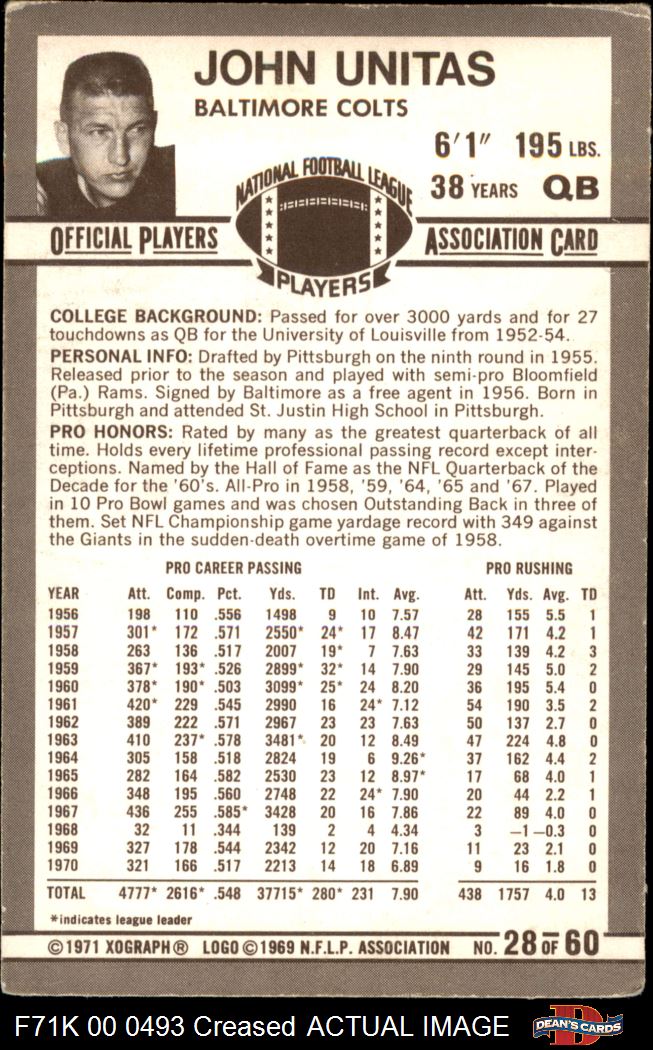 JOHN UNITAS
BALTIMORE COLTS
6'1" 195 LBS.
38 YEARS QB
NATIONAL FOOTBALL LEAGUE
PLAYERS
OFFICIAL PLAYERS ASSOCIATION CARD
COLLEGE BACKGROUND: Passed for over 3000 yards and for 27
touchdowns as QB for the University of Louisville from 1952-54.
PERSONAL INFO: Drafted by Pittsburgh on the ninth round in 1955.
Released prior to the season and played with semi-pro Bloomfield
(Pa.) Rams. Signed by Baltimore as a free agent in 1956. Born in
Pittsburgh and attended St. Justin High School in Pittsburgh.
PRO HONORS: Rated by many as the greatest quarterback of all
time. Holds every lifetime professional passing record except inter-
ceptions. Named by the Hall of Fame as the NFL Quarterback of the
Decade for the '60's. All-Pro in 1958, '59, '64, '65 and '67. Played
in 10 Pro Bowl games and was chosen Outstanding Back in three of
them. Set NFL Championship game yardage record with 349 against
the Giants in the sudden-death overtime game of 1958.
PRO CAREER PASSING PRO RUSHING
YEAR Att. Comp. Pct. Yds. TD Int. Avg. Att. Yds. Avg. TD
1956 198 110 .556 1498 9 10 7.57 28 155 5.5 1
1957 301* 172 .571 2550* 24* 17 8.47 42 171 4.2 1
1958 263 136 .517 2007 19* 7 7.63 33 139 4.2 3
1959 367* 193* .526 2899* 32* 14 7.90 29 145 5.0 2
1960 378* 190* .503 3099* 25* 24 8.20 36 195 5.4 0
1961 420* 229 .545 2990 16 24* 7.12 54 190 3.5 2
1962 389 222 .571 2967 23 23 7.63 50 137 2.7 0
1963 410 237* .578 3481* 20 12 8.49 47 224 4.8 0
1964 305 158 .518 2824 19 6 9.26* 37 162 4.4 2
1965 282 164 .582 2530 23 12 8.97* 17 68 4.0 1
1966 348 195 .560 2748 22 24* 7.90 20 44 2.2 1
1967 436 255 .585* 3428 20 16 7.86 22 89 4.0 0
1968 32 11 .344 139 2 4 4.34 3 -1 -0.3 0
1969 327 178 .544 2342 12 20 7.16 11 23 2.1 0
1970 321 166 .517 2213 14 18 6.89 9 16 1.8 0
TOTAL 4777* 2616* .548 37715* 280* 231 7.90 438 1757 4.0 13
*indicates league leader
©1971 XOGRAPH® LOGO ©1969 N.F.L.P. ASSOCIATION NO. 28 OF 60
F71K 00 0493 Creased ACTUAL IMAGE
D
DEAN'S CARDS